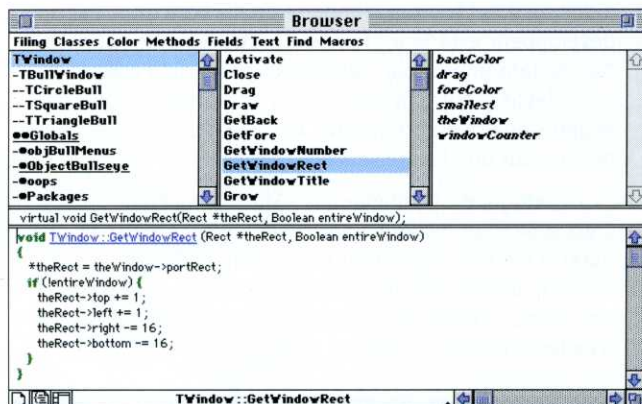 Browser
Filing Classes Color Methods Fields Text Find Macros
TWindow
-TBullWindow
--TCircleBull
--TSquareBull
--TTriangleBull
●●Globals
-●objBullMenus
-●ObjectBullseye
-●oops
-●Packages
Activate
Close
Drag
Draw
GetBack
GetFore
GetWindowNumber
GetWindowRect
GetWindowTitle
Grow
backColor
drag
foreColor
smallest
theWindow
windowCounter
virtual void GetWindowRect(Rect *theRect, Boolean entireWindow);
void TWindow::GetWindowRect (Rect *theRect, Boolean entireWindow)
{
*theRect = theWindow->portRect;
if (!entireWindow) {
theRect->top += 1;
theRect->left += 1;
theRect->right -= 16;
theRect->bottom -= 16;
}
}
TWindow::GetWindowRect